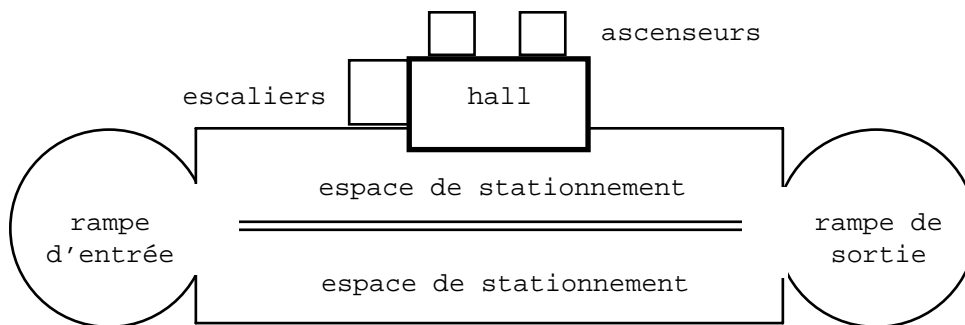 ascenseurs
escaliers
hall
espace de stationnement
rampe
d'entrée
rampe de
sortie
espace de stationnement